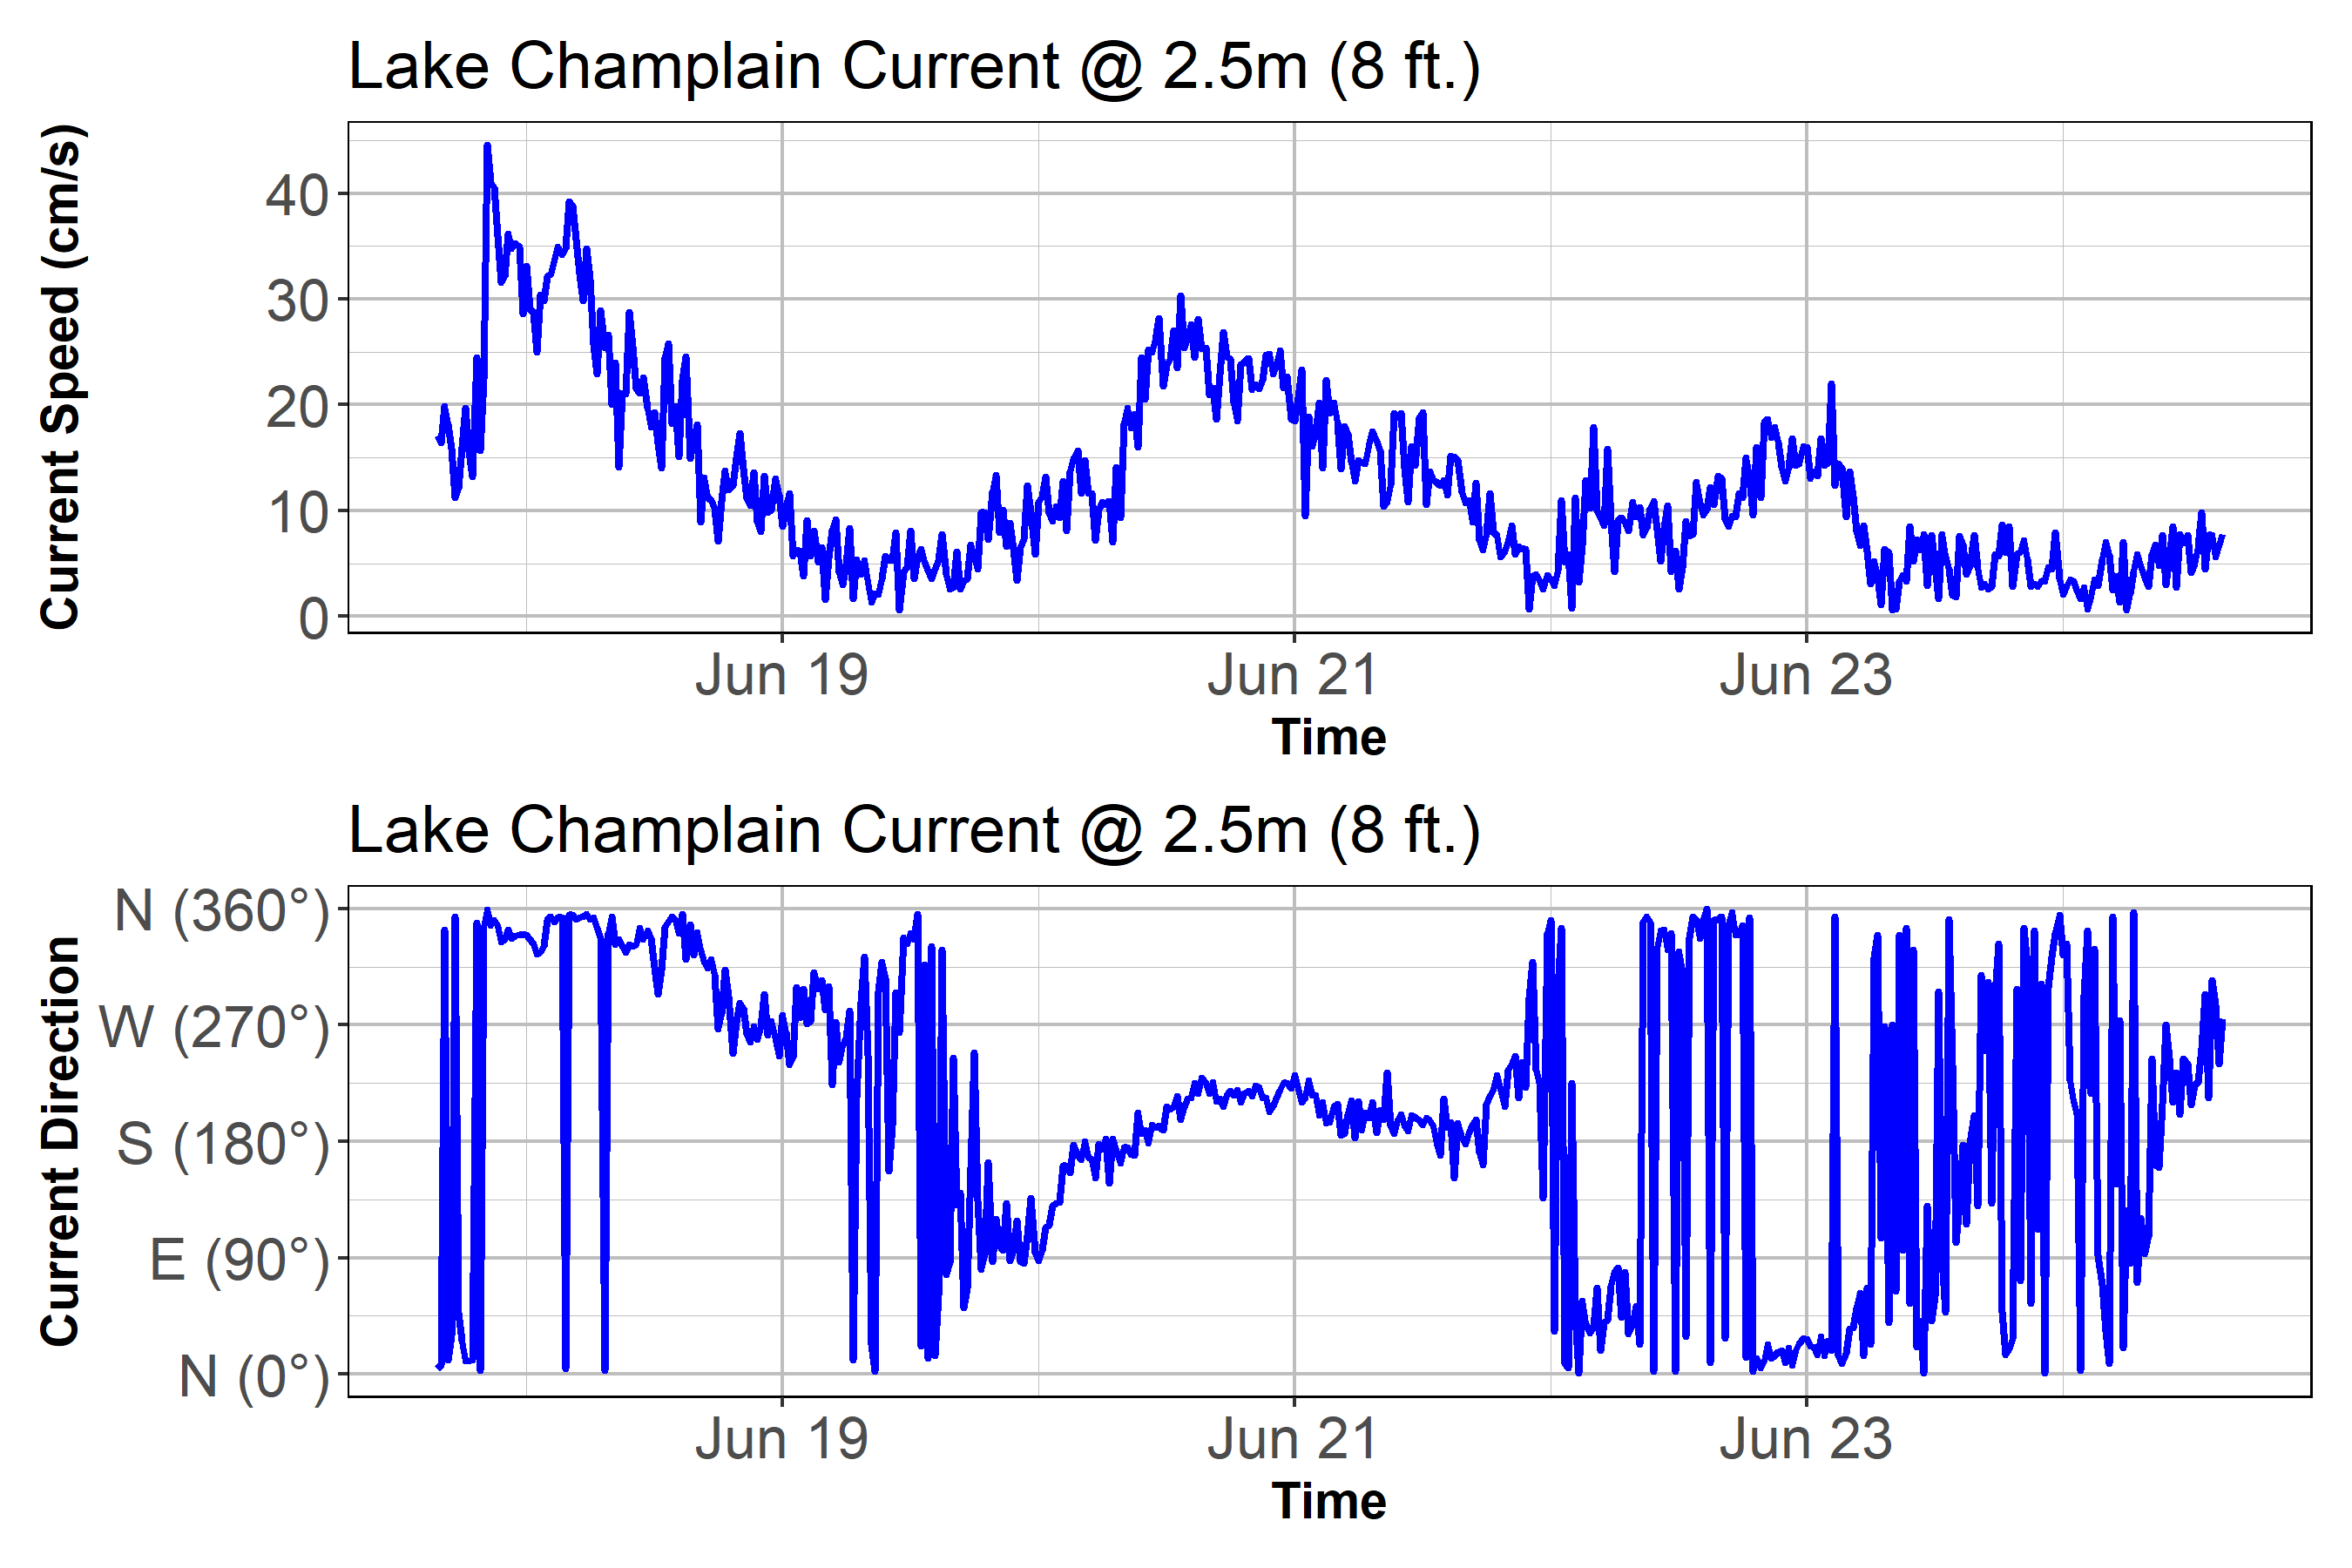 Lake Champlain Current @ 2.5m (8 ft.)
Current Speed (cm/s)
40
30
20
10
0
Jun 19 Jun 21 Jun 23
Time
Lake Champlain Current @ 2.5m (8 ft.)
Current Direction
N (360°)
W (270°)
S (180°)
E (90°)
N (0°)
Jun 19 Jun 21 Jun 23
Time